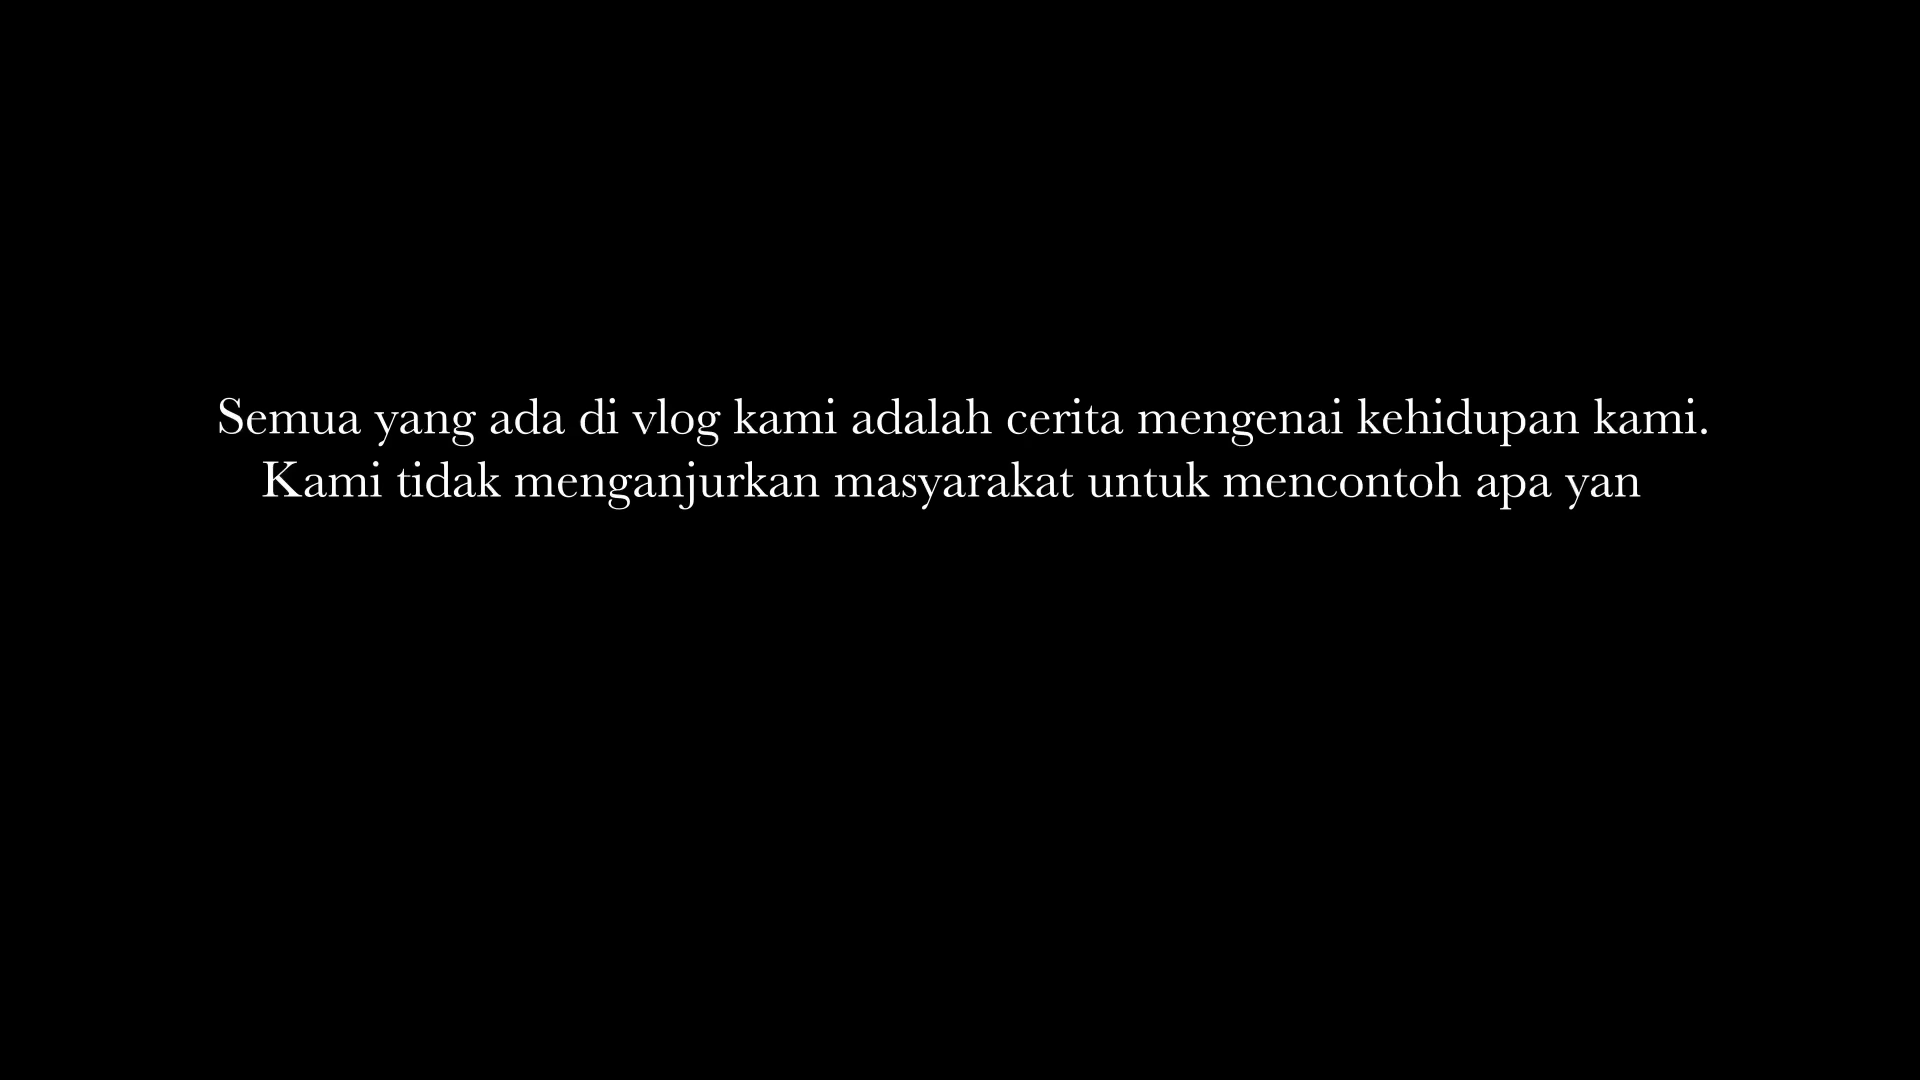 Semua yang ada di vlog kami adalah cerita mengenai kehidupan kami.
Kami tidak menganjurkan masyarakat untuk mencontoh apa yan